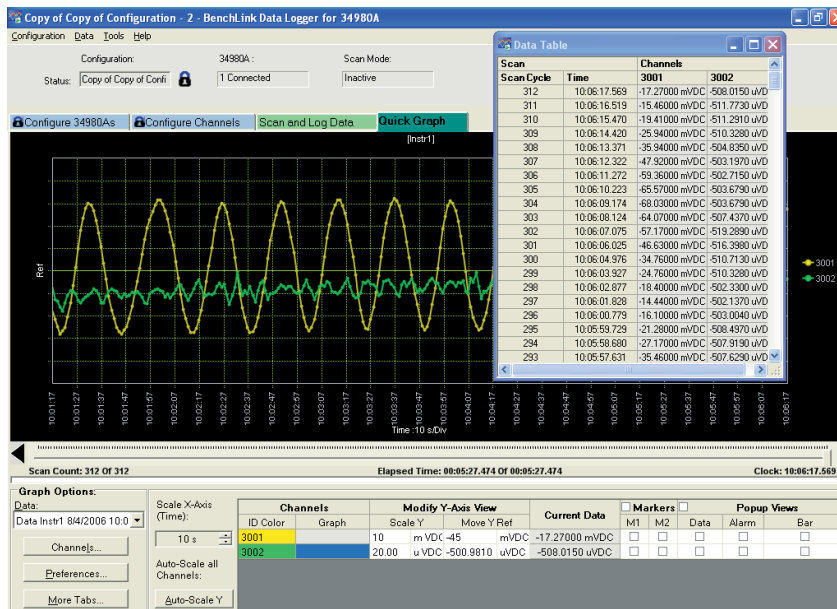 Copy of Copy of Configuration - 2 - BenchLink Data Logger for 34980A
Configuration Data Tools Help
Configuration: 34980A : Scan Mode:
Status: Copy of Copy of Confi 1 Connected Inactive
Configure 34980As Configure Channels Scan and Log Data Quick Graph
[Instr1]
Data Table
Scan Channels
Scan Cycle Time 3001 3002
312 10:06:17.569 -17.27000 mVDC -508.0150 uVD
311 10:06:16.519 -15.46000 mVDC -511.7730 uVD
310 10:06:15.470 -19.41000 mVDC -511.2910 uVD
309 10:06:14.420 -25.94000 mVDC -510.3280 uVD
308 10:06:13.371 -35.94000 mVDC -504.8350 uVD
307 10:06:12.322 -47.92000 mVDC -503.1970 uVD
306 10:06:11.272 -59.36000 mVDC -502.7150 uVD
305 10:06:10.223 -65.57000 mVDC -503.6790 uVD
304 10:06:09.174 -68.03000 mVDC -503.6790 uVD
303 10:06:08.124 -64.07000 mVDC -507.4370 uVD
302 10:06:07.075 -57.17000 mVDC -519.2890 uVD
301 10:06:06.025 -46.63000 mVDC -516.3980 uVD
300 10:06:04.976 -34.76000 mVDC -510.7130 uVD
299 10:06:03.927 -24.76000 mVDC -510.3280 uVD
298 10:06:02.877 -18.40000 mVDC -502.3300 uVD
297 10:06:01.828 -14.44000 mVDC -502.1370 uVD
296 10:06:00.779 -16.10000 mVDC -503.0040 uVD
295 10:05:59.729 -21.28000 mVDC -508.4970 uVD
294 10:05:58.680 -27.17000 mVDC -507.9190 uVD
293 10:05:57.631 -35.46000 mVDC -507.6290 uVD
Ref
3001
3002
10:01:17 10:01:27 10:01:37 10:01:47 10:01:57 10:02:07 10:02:17 10:02:27 10:02:37 10:02:47 10:02:57 10:03:07 10:03:17 10:03:27 10:03:37 10:03:47 10:03:57 10:04:07 10:04:17 10:04:27 10:04:37 10:04:47 10:04:57 10:05:07 10:05:17 10:05:27 10:05:37 10:05:47 10:05:57 10:06:07 10:06:17
Time :10 s/Div
Scan Count: 312 Of 312 Elapsed Time: 00:05:27.474 Of 00:05:27.474 Clock: 10:06:17.569
Graph Options:
Data:
Data Instr1 8/4/2006 10:0
Channels...
Preferences...
More Tabs...
Scale X-Axis
(Time):
10 s
Auto-Scale all
Channels:
Auto-Scale Y
Channels Modify Y-Axis View Current Data Markers Popup Views
ID Color Graph Scale Y Move Y Ref M1 M2 Data Alarm Bar
3001 10 m VDC -45 mVDC -17.27000 mVDC
3002 20.00 u VDC -500.9810 uVDC -508.0150 uVDC